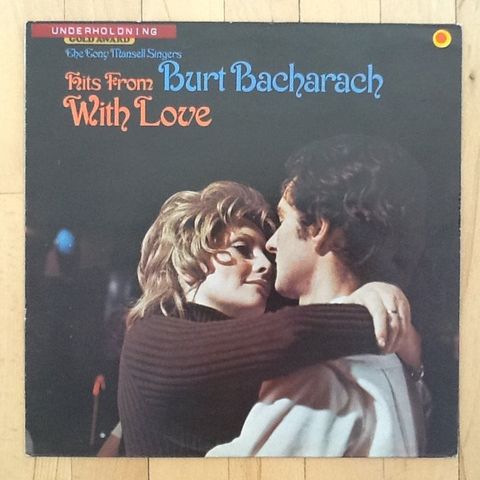 UNDERHOLDNING
GOLD AWARD
The Tony Mansell Singers
Hits From Burt Bacharach
With Love